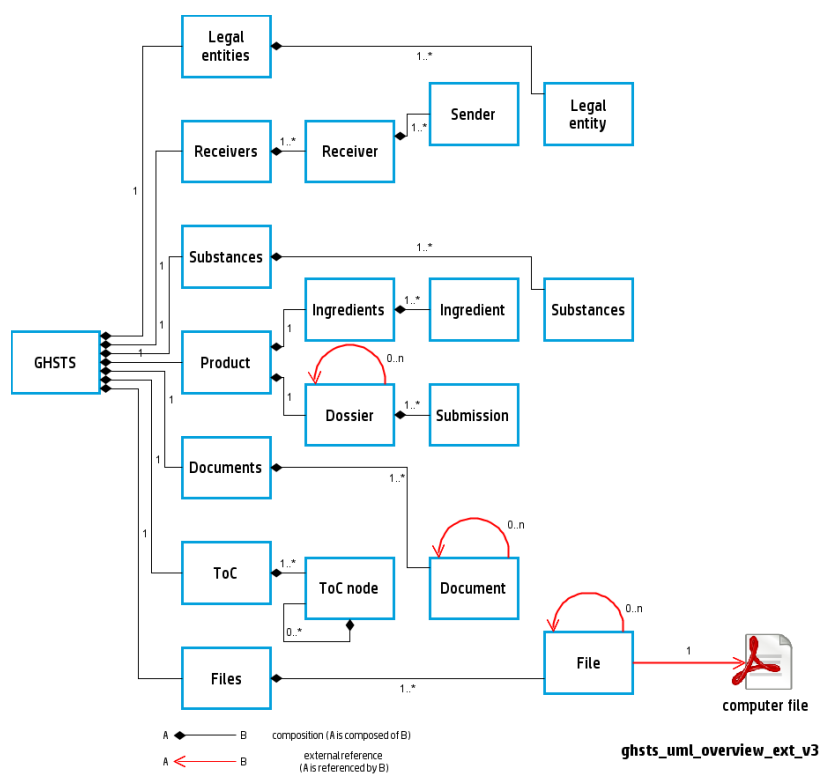 Legal
entities
1..*
Legal
entity
Sender
1..*
Receivers
1..*
Receiver
1
Substances
1..*
Substances
1
Ingredients
1..*
Ingredient
1
1
GHSTS
1
Product
0..n
1
Dossier
1..*
Submission
1
Documents
1..*
1
0..n
1
ToC
1..*
ToC node
Document
0..*
0..n
File
1
Files
1..*
computer file
A
B
composition (A is composed of B)
A
B
external reference
(A is referenced by B)
ghsts_uml_overview_ext_v3